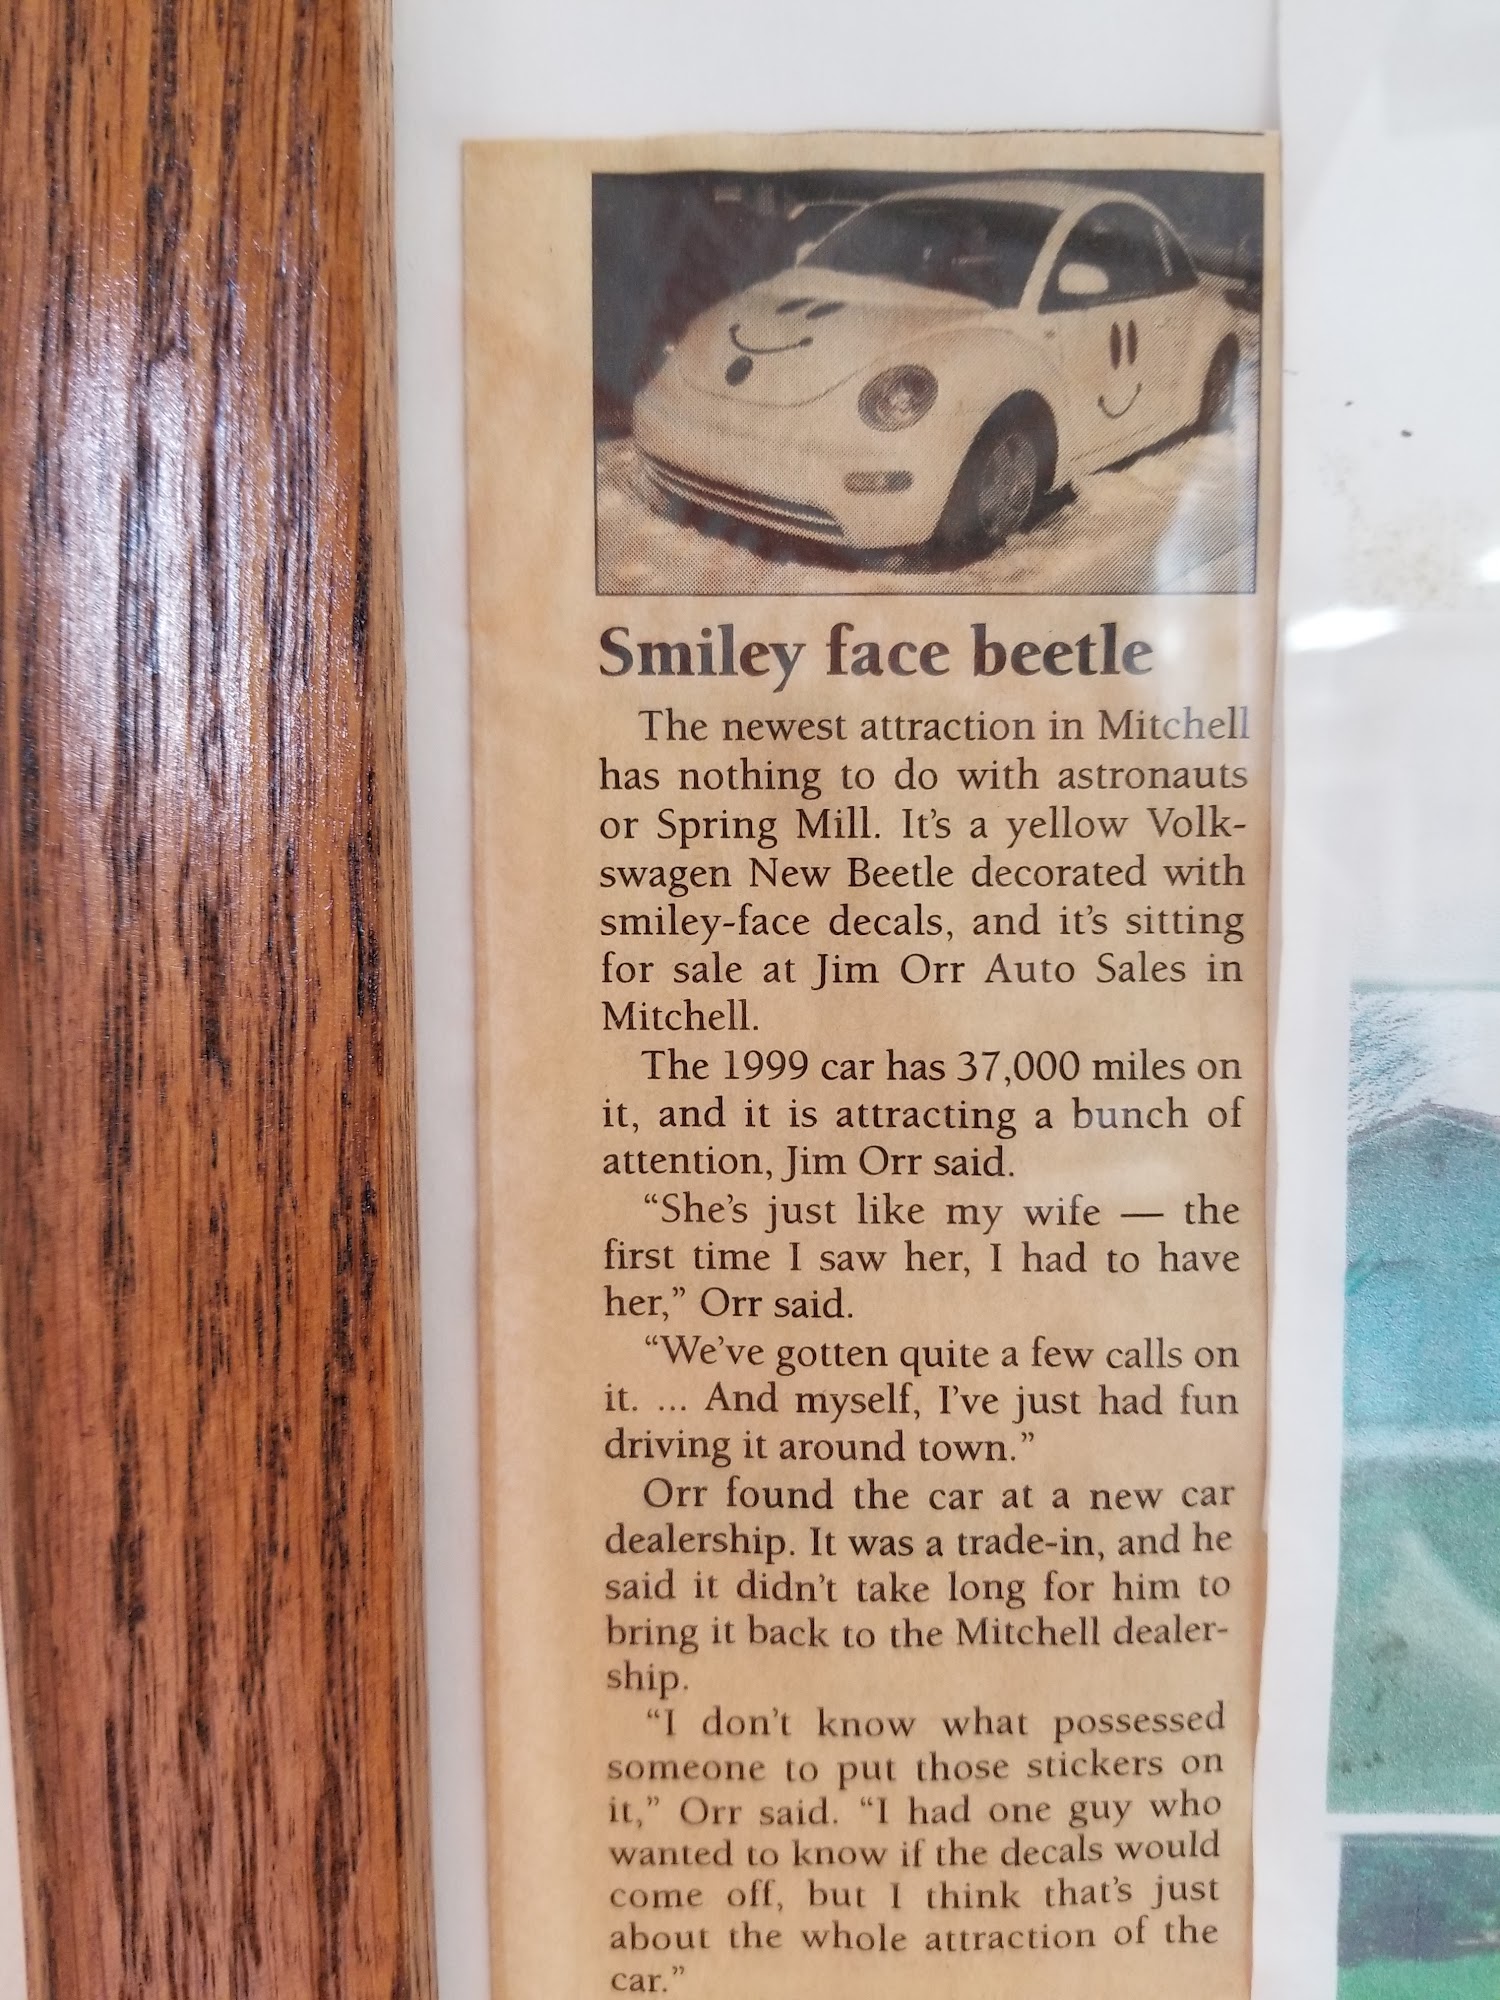 Smiley face beetle
The newest attraction in Mitchell
has nothing to do with astronauts
or Spring Mill. It's a yellow Volk-
swagen New Beetle decorated with
smiley-face decals, and it's sitting
for sale at Jim Orr Auto Sales in
Mitchell.
The 1999 car has 37,000 miles on
it, and it is attracting a bunch of
attention, Jim Orr said.
“She's just like my wife — the
first time I saw her, I had to have
her,” Orr said.
“We've gotten quite a few calls on
it. ... And myself, I've just had fun
driving it around town.”
Orr found the car at a new car
dealership. It was a trade-in, and he
said it didn't take long for him to
bring it back to the Mitchell dealer-
ship.
“I don't know what possessed
someone to put those stickers on
it,” Orr said. “I had one guy who
wanted to know if the decals would
come off, but I think that's just
about the whole attraction of the
car.”